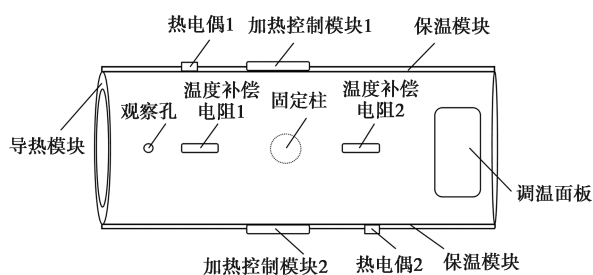 热电偶1
加热控制模块1
保温模块
观察孔
温度补偿
电阻1
固定柱
温度补偿
电阻2
导热模块
调温面板
加热控制模块2
热电偶2
保温模块